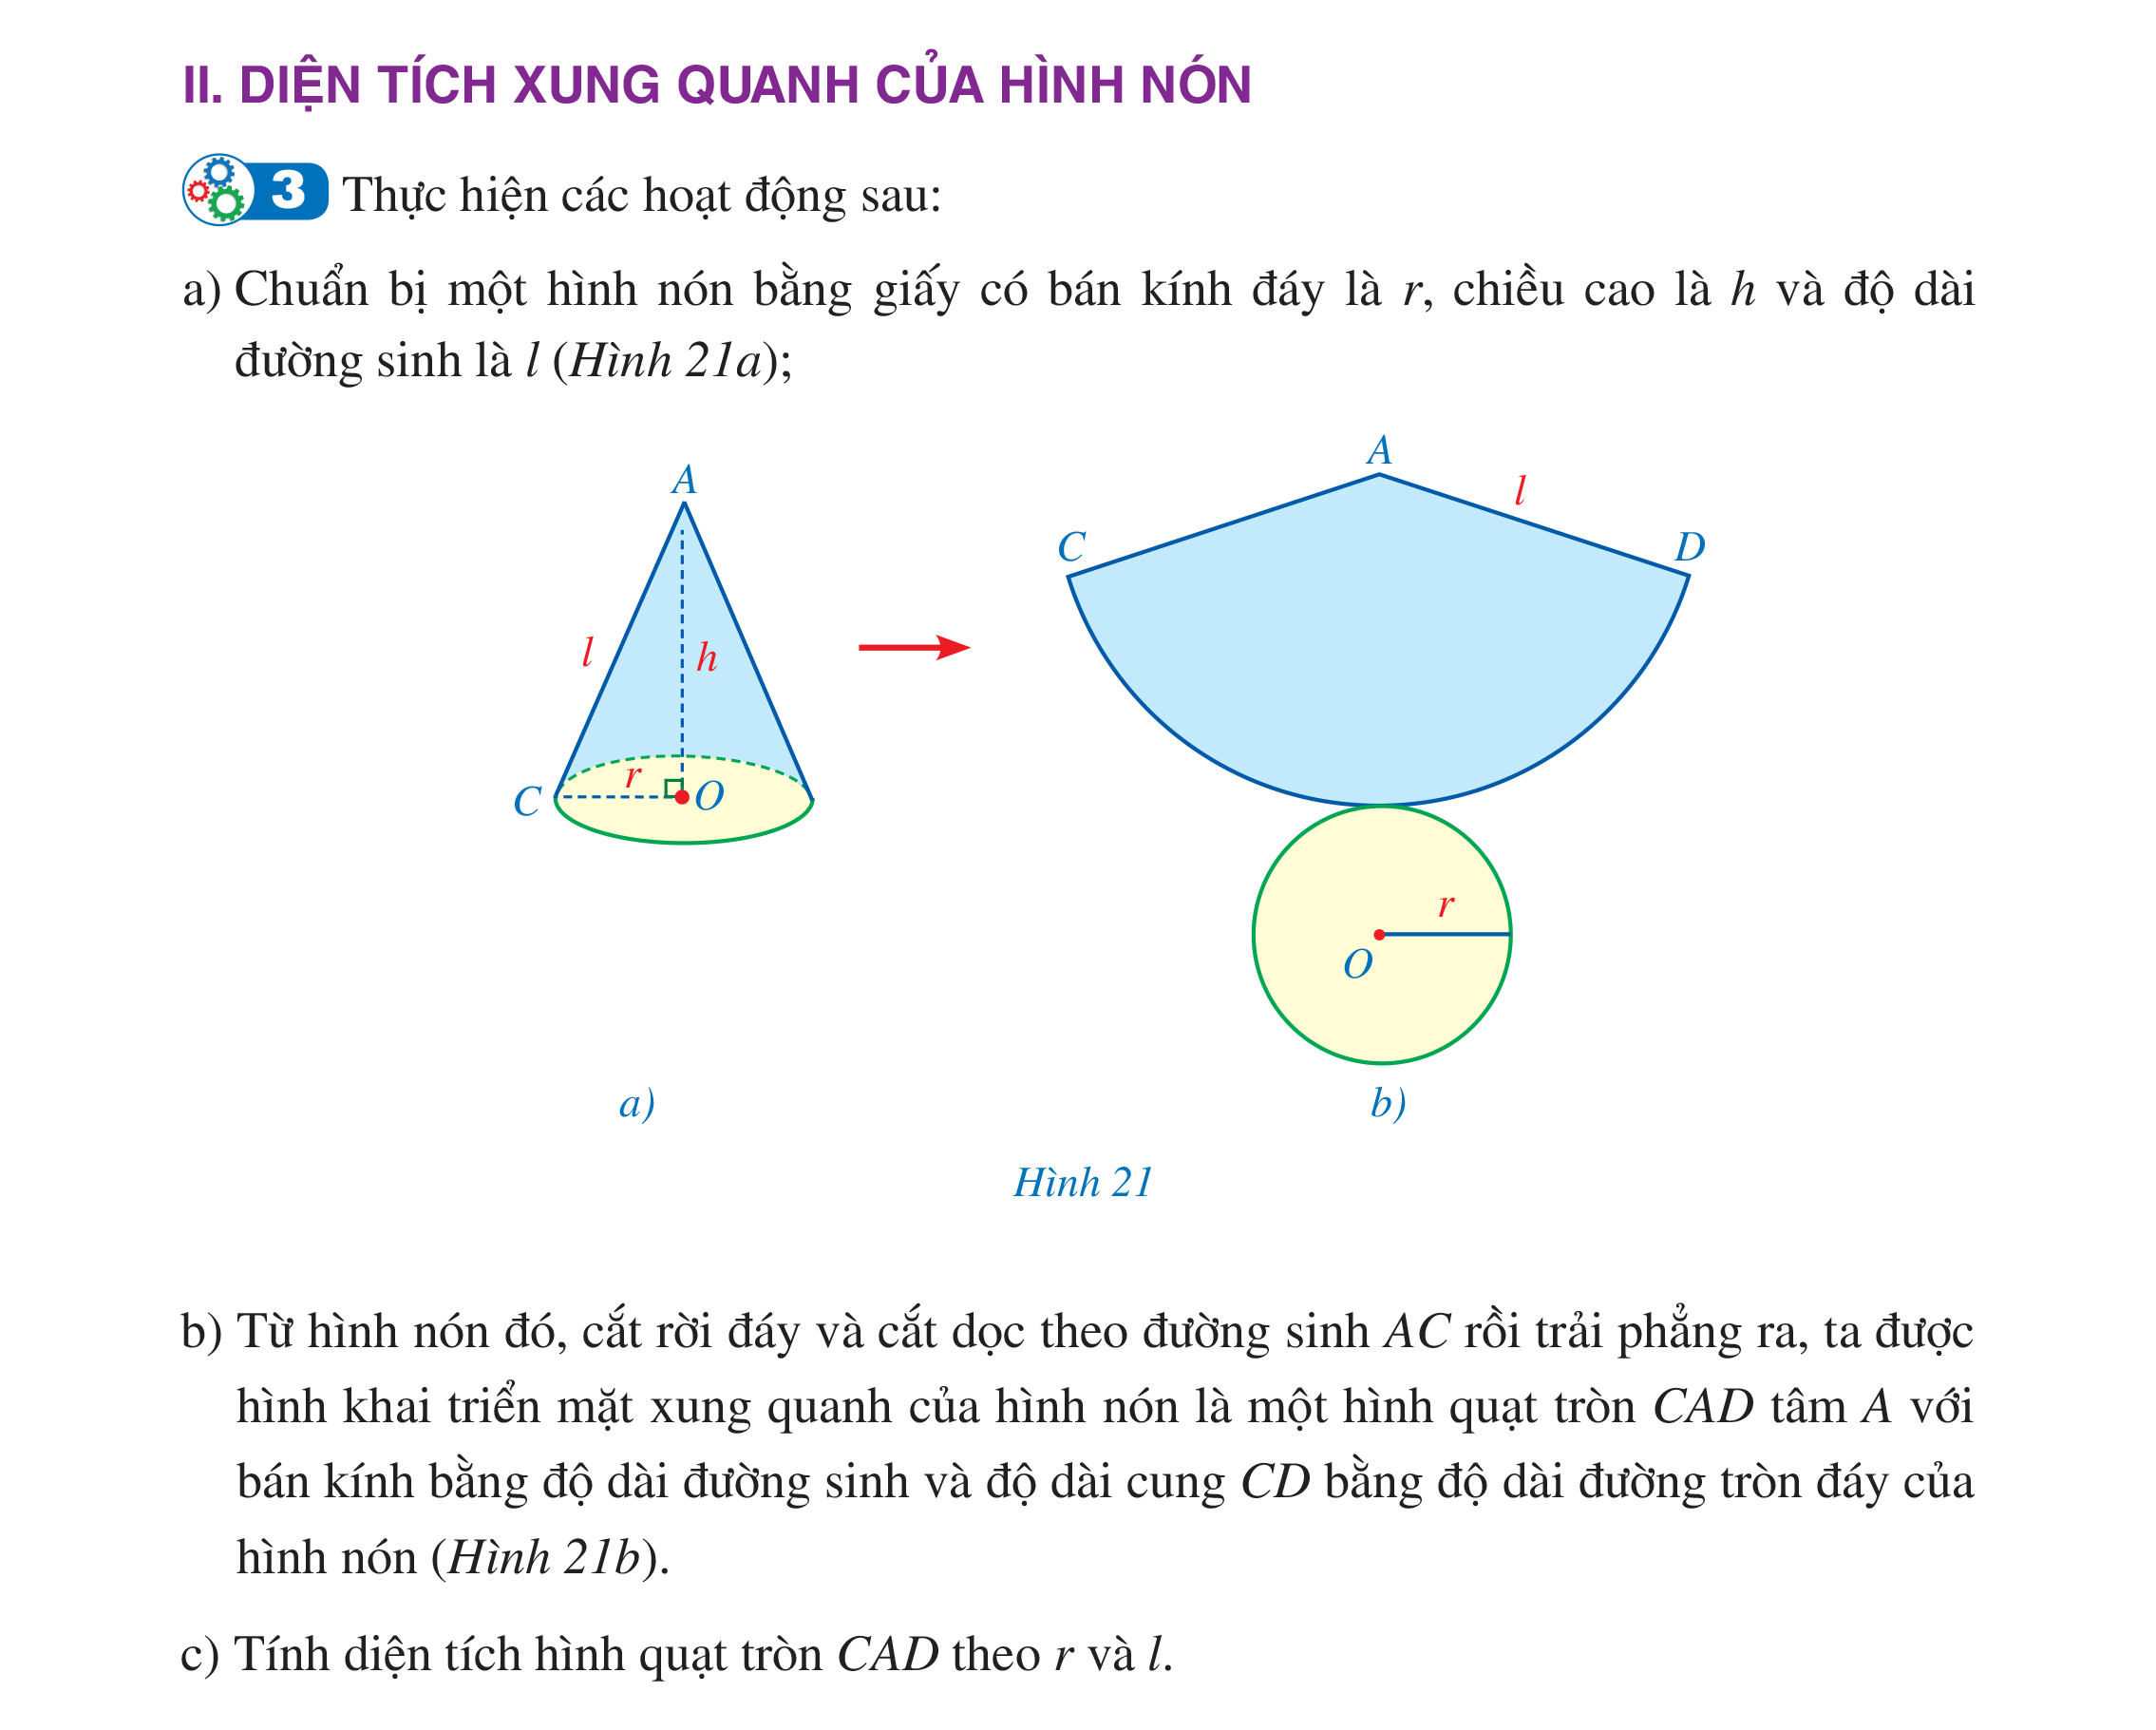 II. DIỆN TÍCH XUNG QUANH CỦA HÌNH NÓN
3 Thực hiện các hoạt động sau:
a) Chuẩn bị một hình nón bằng giấy có bán kính đáy là r, chiều cao là h và độ dài
đường sinh là l (Hình 21a);
A
l
h
r
C
O
A
l
C
D
r
O
a)
b)
Hình 21
b) Từ hình nón đó, cắt rời đáy và cắt dọc theo đường sinh AC rồi trải phẳng ra, ta được
hình khai triển mặt xung quanh của hình nón là một hình quạt tròn CAD tâm A với
bán kính bằng độ dài đường sinh và độ dài cung CD bằng độ dài đường tròn đáy của
hình nón (Hình 21b).
c) Tính diện tích hình quạt tròn CAD theo r và l.